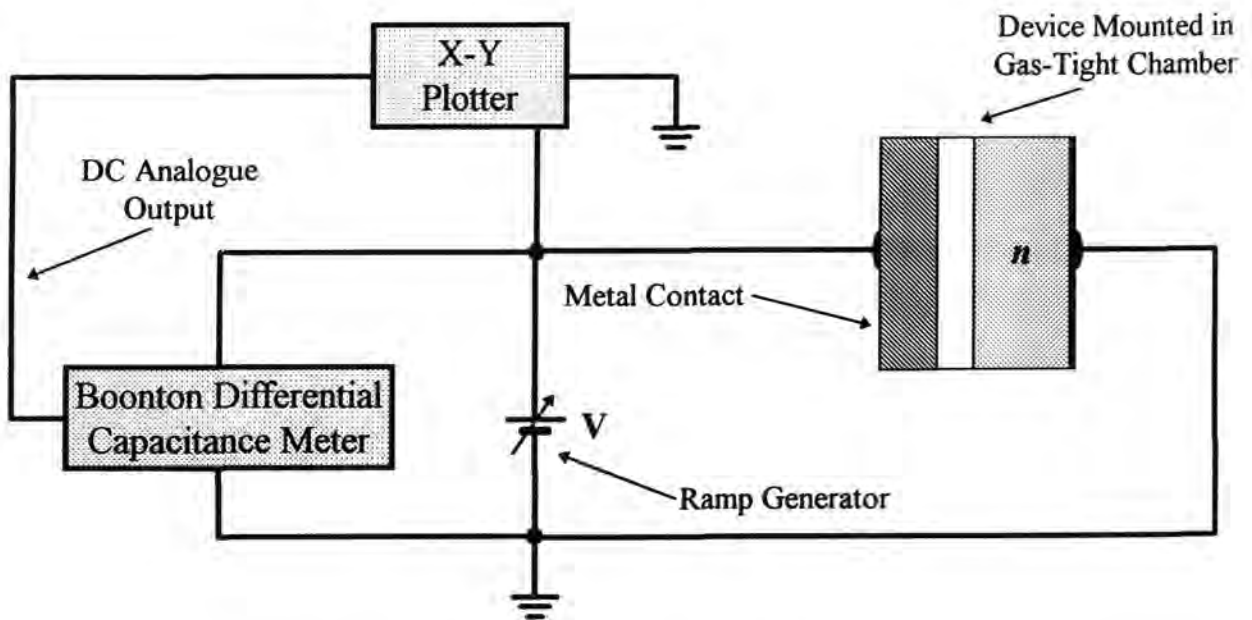 X-Y
Plotter
Device Mounted in
Gas-Tight Chamber
DC Analogue
Output
n
Metal Contact
Boonton Differential
Capacitance Meter
V
Ramp Generator